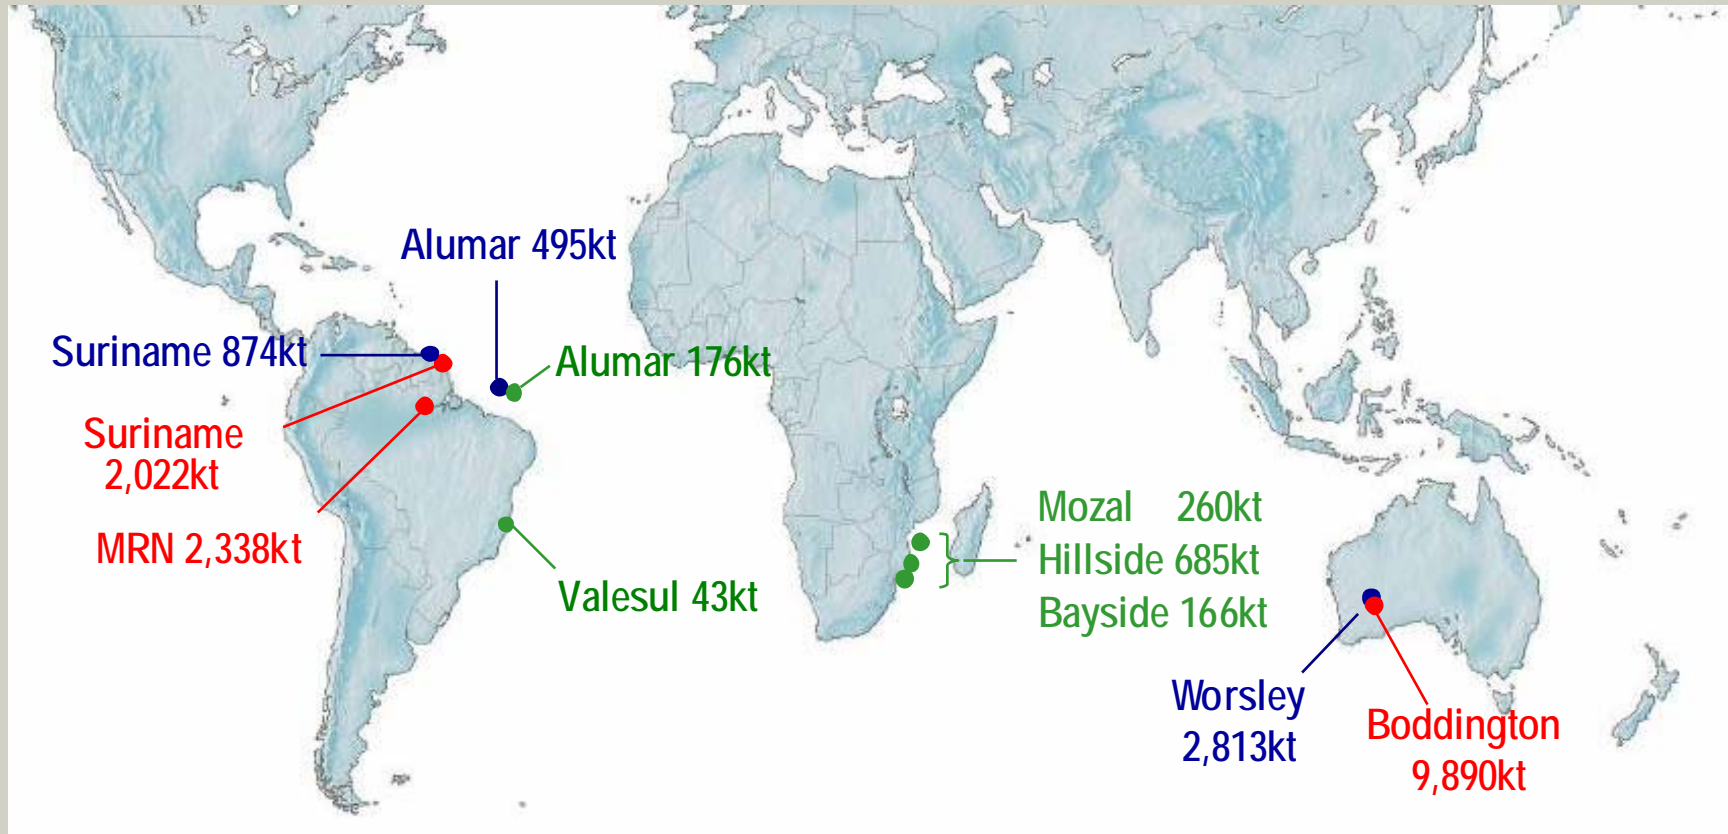 Alumar 495kt
Suriname 874kt
Alumar 176kt
Suriname
2,022kt
MRN 2,338kt
Valesul 43kt
Mozal 260kt
Hillside 685kt
Bayside 166kt
Worsley
2,813kt
Boddington
9,890kt